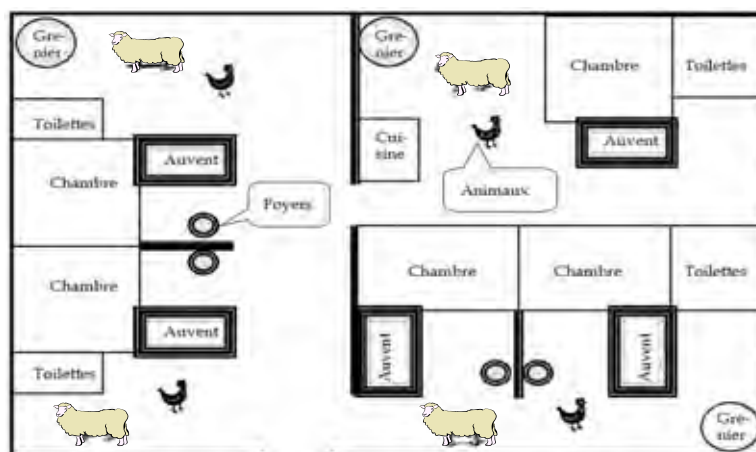 Gre-
nier
Gre-
nier
Chambre
Toilettes
Toilettes
Cui-
sine
Auvent
Auvent
Chambre
Animaux
Foyers
Chambre
Chambre
Chambre
Toilettes
Auvent
Auvent
Auvent
Toilettes
Gre-
nier